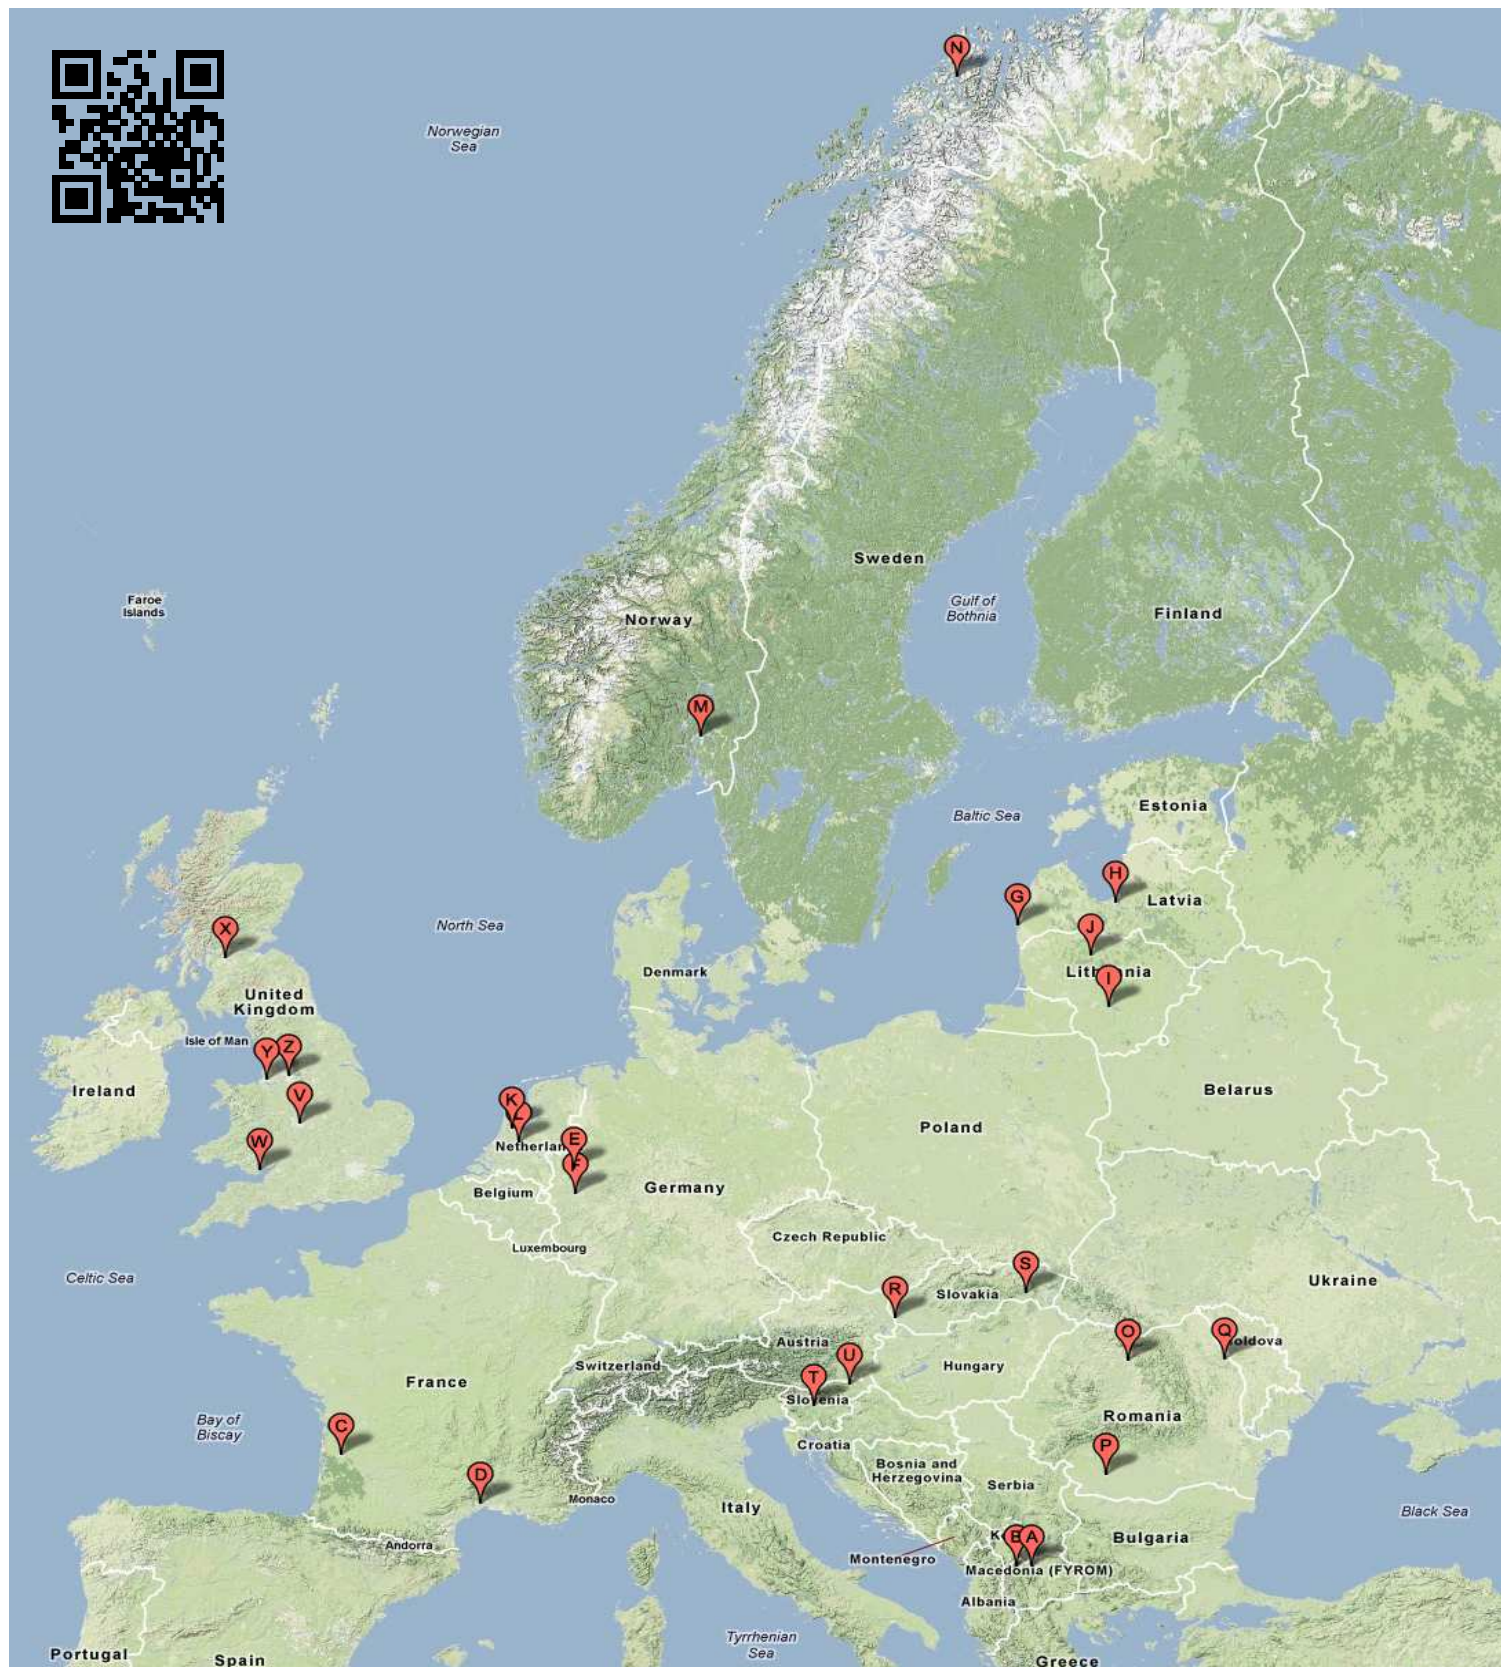 N
Norwegian
Sea
Sweden
Faroe
Islands
Gulf of
Bothnia
Norway
Finland
M
Estonia
Baltic Sea
H
G
Latvia
X
North Sea
J
Denmark
Lith nia
I
United
Kingdom
Isle of Man
Y
Z
Ireland
V
K
L
Belarus
Poland
W
Netherlan
E
F
Belgium
Germany
Czech Republic
Luxembourg
Celtic Sea
S
Ukraine
R
Slovakia
Austria
O
Q
oldova
Switzerland
U
Hungary
France
T
Slovenia
Bay of
Biscay
C
Romania
Croatia
P
Bosnia and
Herzegovina
D
Serbia
Monaco
Italy
Black Sea
Andorra
K
B
A
Bulgaria
Montenegro
Macedonia (FYROM)
Albania
Tyrrhenian
Sea
Portugal
Spain
Greece